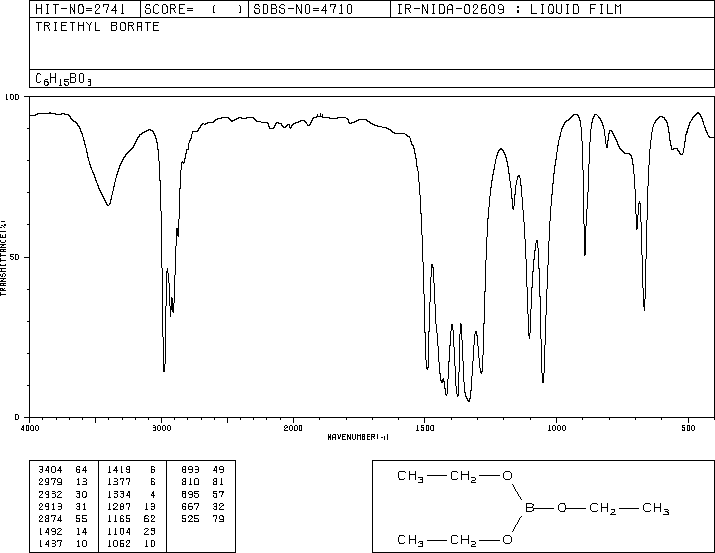 HIT-NO=2741 SCORE= ( ) SDBS-NO=4710 IR-NIDA-02609 : LIQUID FILM
TRIETHYL BORATE
C6H15BO3
100
50
0
TRANSMITTANCE(%)
4000 3000 2000 1500 1000 500
WAVENUMBER(-1)
3404 64 1419 6 893 49
2979 13 1377 6 810 81
2932 30 1334 4 695 57
2913 31 1287 13 667 32
2874 55 1165 62 525 79
1492 14 1104 23
1437 10 1052 10
CH3 CH2 O
B O CH2 CH3
CH3 CH2 O